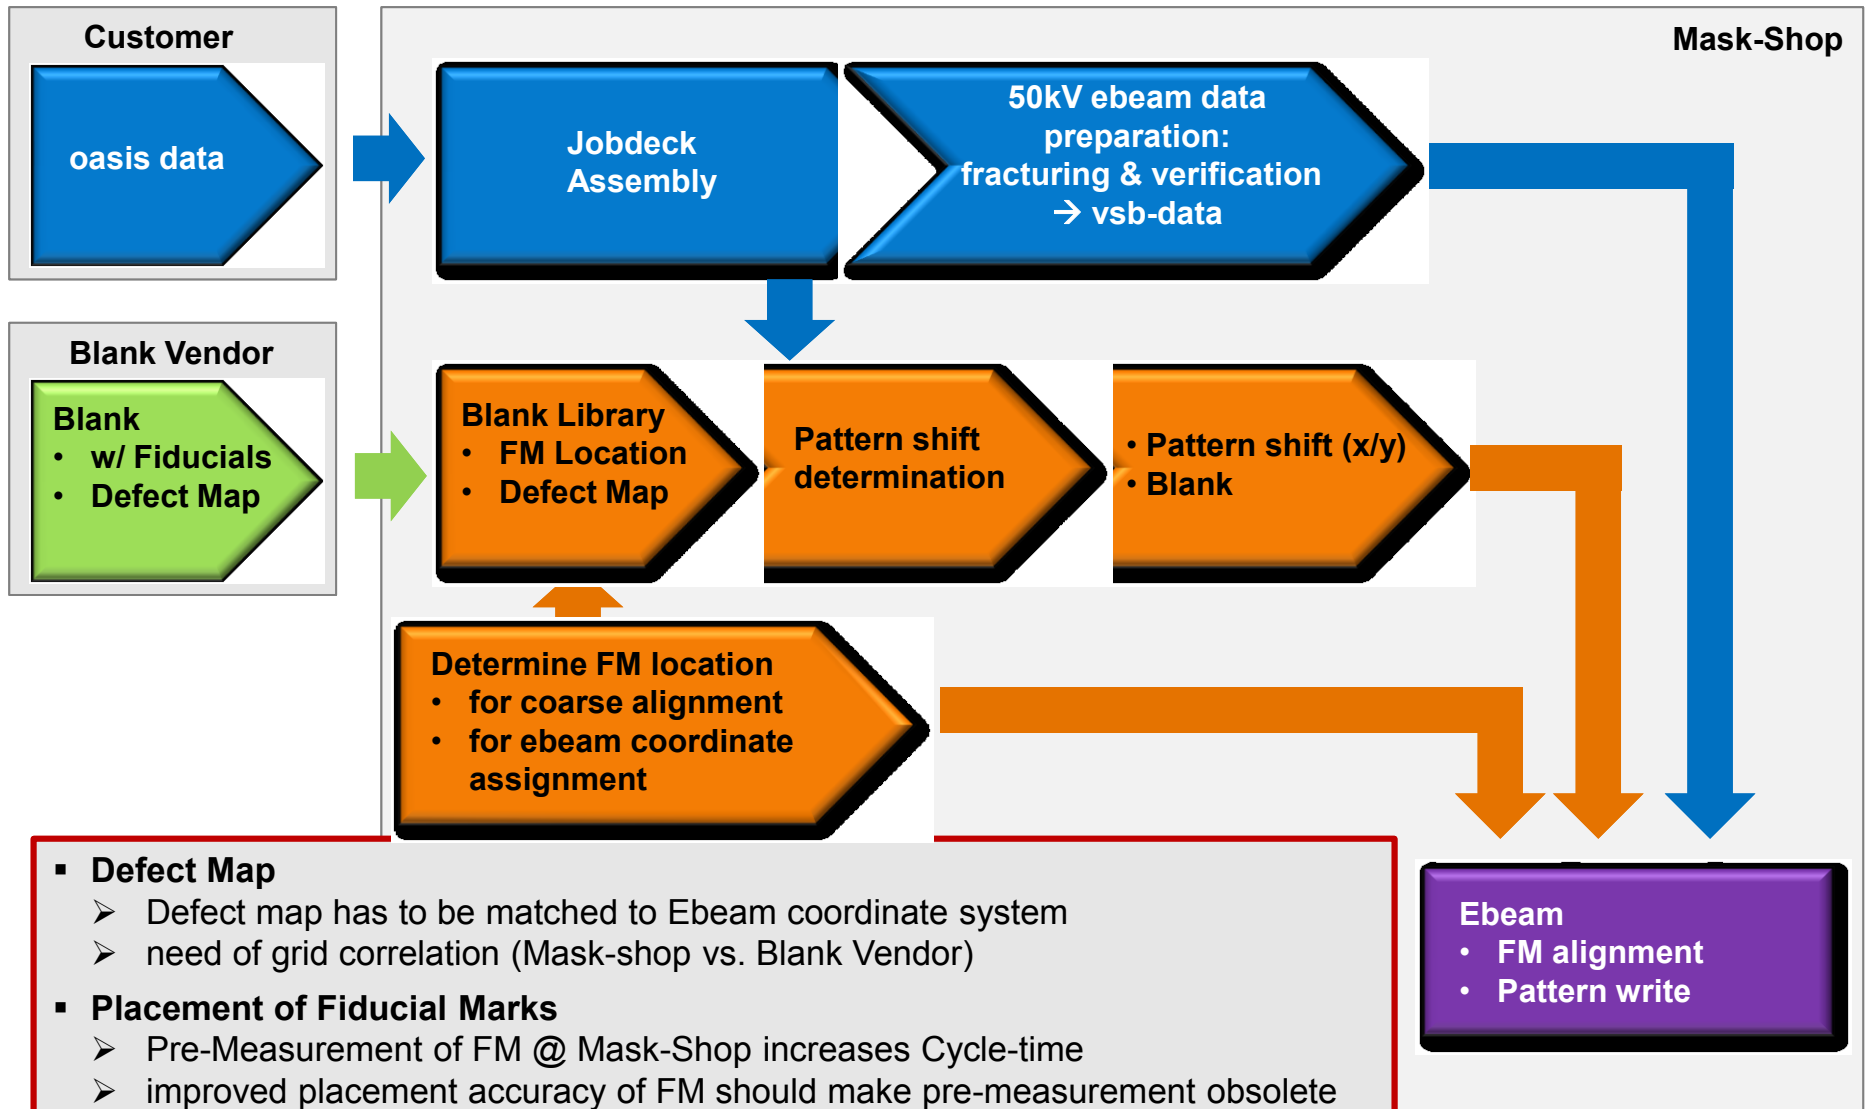 Customer
oasis data
Mask-Shop
Jobdeck
Assembly
50kV ebeam data
preparation:
fracturing & verification
→ vsb-data
Blank Vendor
Blank
• w/ Fiducials
• Defect Map
Blank Library
• FM Location
• Defect Map
Pattern shift
determination
• Pattern shift (x/y)
• Blank
Determine FM location
• for coarse alignment
• for ebeam coordinate
assignment
▪ Defect Map
➢ Defect map has to be matched to Ebeam coordinate system
➢ need of grid correlation (Mask-shop vs. Blank Vendor)
▪ Placement of Fiducial Marks
➢ Pre-Measurement of FM @ Mask-Shop increases Cycle-time
➢ improved placement accuracy of FM should make pre-measurement obsolete
Ebeam
• FM alignment
• Pattern write